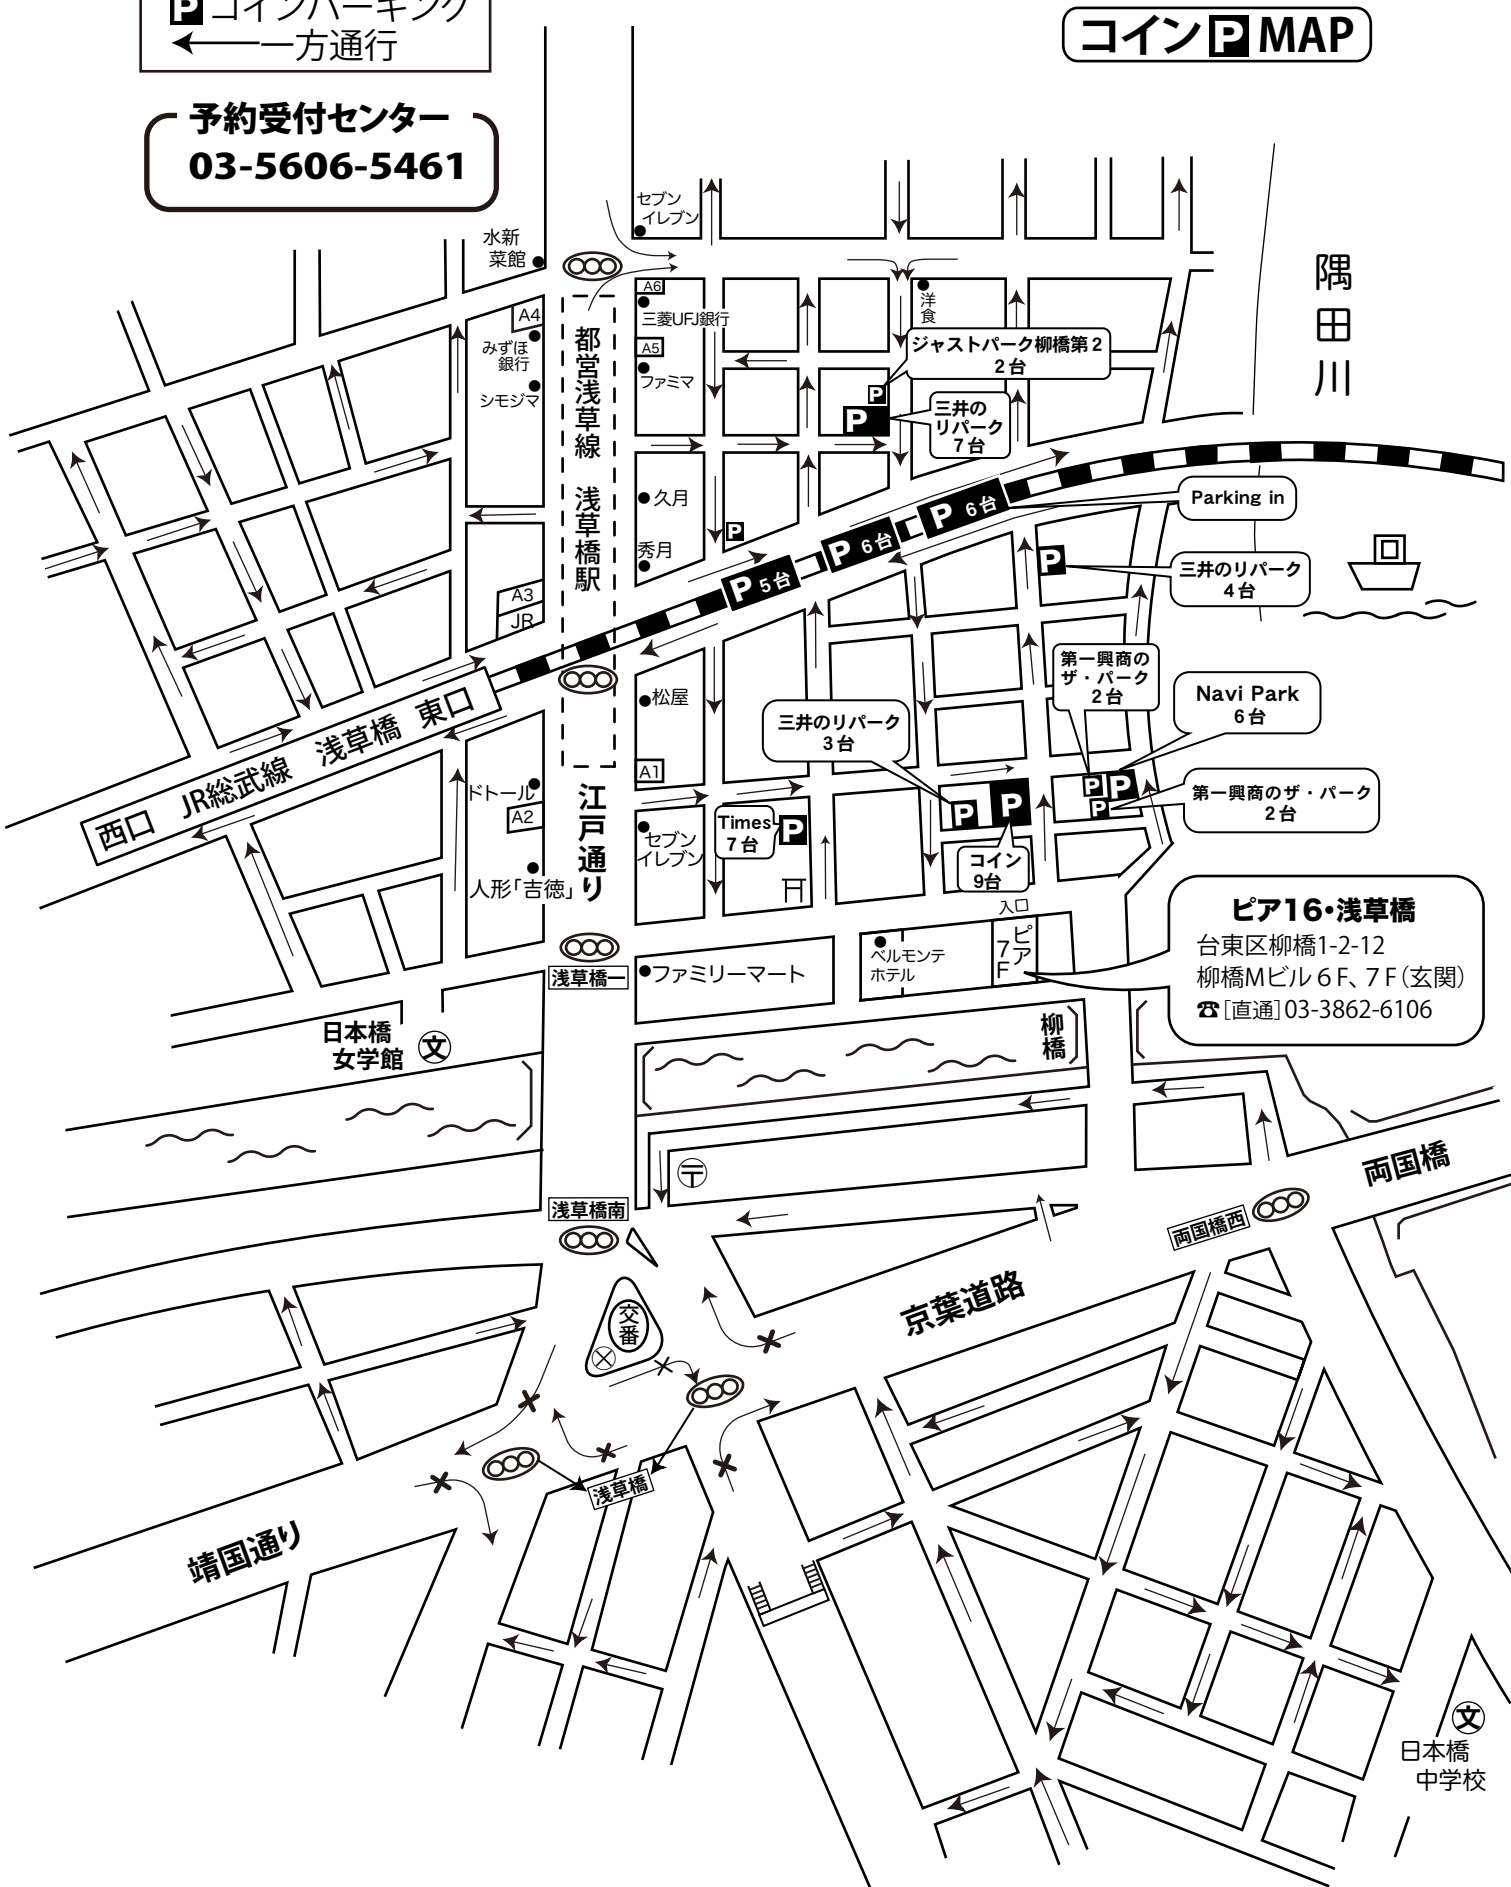 P コインパーキング
←一方通行
コインP MAP
予約受付センター
03-5606-5461
セブン
イレブン
水新
菜館
A6
三菱UFJ銀行
洋食
隅田川
A4
みずほ
銀行
都営浅草線 浅草橋駅
A5
ファミマ
シモジマ
ジャストパーク柳橋第2
2台
P
P
三井の
リパーク
7台
久月
秀月
P
P 5台
P 6台
P 6台
Parking in
P
三井のリパーク
4台
A3
JR
西口 JR総武線 浅草橋 東口
松屋
第一興商の
ザ・パーク
2台
Navi Park
6台
三井のリパーク
3台
A1
ドトール
A2
江戸通り
セブン
イレブン
Times
7台
P
P
P
P
P
P
第一興商のザ・パーク
2台
コイン
9台
人形「吉徳」
入口
浅草橋一
ファミリーマート
ベルモンテ
ホテル
ピア
7F
ピア16・浅草橋
台東区柳橋1-2-12
柳橋Mビル6F、7F(玄関)
☎[直通]03-3862-6106
日本橋
女学館
文
柳橋
〒
両国橋
浅草橋南
両国橋西
交番
京葉道路
浅草橋
靖国通り
文
日本橋
中学校